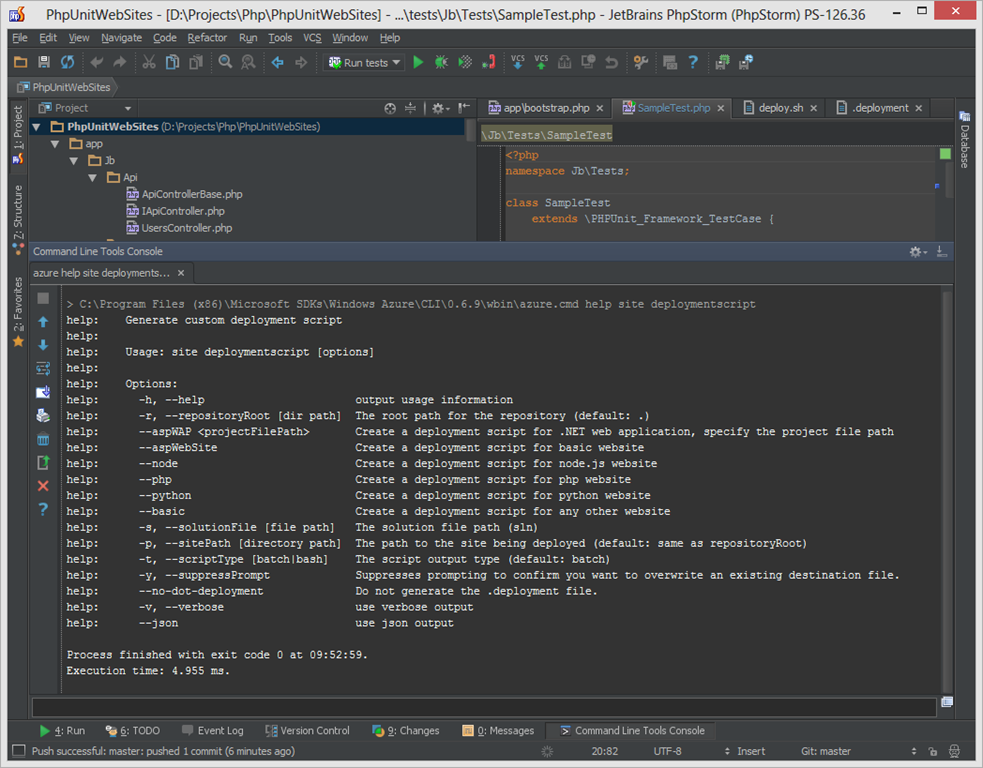 PhpUnitWebSites - [D:\Projects\Php\PhpUnitWebSites] - ...\tests\Jb\Tests\SampleTest.php - JetBrains PhpStorm (PhpStorm) PS-126.36
File Edit View Navigate Code Refactor Run Tools VCS Window Help
Run tests VCS VCS
PhpUnitWebSites
1: Project
Z: Structure
2: Favorites
Project
PhpUnitWebSites (D:\Projects\Php\PhpUnitWebSites)
app
Jb
Api
ApiControllerBase.php
IApiController.php
UsersController.php
app\bootstrap.php SampleTest.php deploy.sh .deployment
\Jb\Tests\SampleTest
<?php
namespace Jb\Tests;
class SampleTest
extends \PHPUnit_Framework_TestCase {
Database
Command Line Tools Console
azure help site deployments...
> C:\Program Files (x86)\Microsoft SDKs\Windows Azure\CLI\0.6.9\wbin\azure.cmd help site deploymentscript
help: Generate custom deployment script
help:
help: Usage: site deploymentscript [options]
help:
help: Options:
help: -h, --help output usage information
help: -r, --repositoryRoot [dir path] The root path for the repository (default: .)
help: --aspWAP <projectFilePath> Create a deployment script for .NET web application, specify the project file path
help: --aspWebSite Create a deployment script for basic website
help: --node Create a deployment script for node.js website
help: --php Create a deployment script for php website
help: --python Create a deployment script for python website
help: --basic Create a deployment script for any other website
help: -s, --solutionFile [file path] The solution file path (sln)
help: -p, --sitePath [directory path] The path to the site being deployed (default: same as repositoryRoot)
help: -t, --scriptType [batch|bash] The script output type (default: batch)
help: -y, --suppressPrompt Suppresses prompting to confirm you want to overwrite an existing destination file.
help: --no-dot-deployment Do not generate the .deployment file.
help: -v, --verbose use verbose output
help: --json use json output
Process finished with exit code 0 at 09:52:59.
Execution time: 4.955 ms.
4: Run 6: TODO Event Log Version Control 9: Changes 0: Messages Command Line Tools Console
Push successful: master: pushed 1 commit (6 minutes ago) 20:82 UTF-8 Insert Git: master